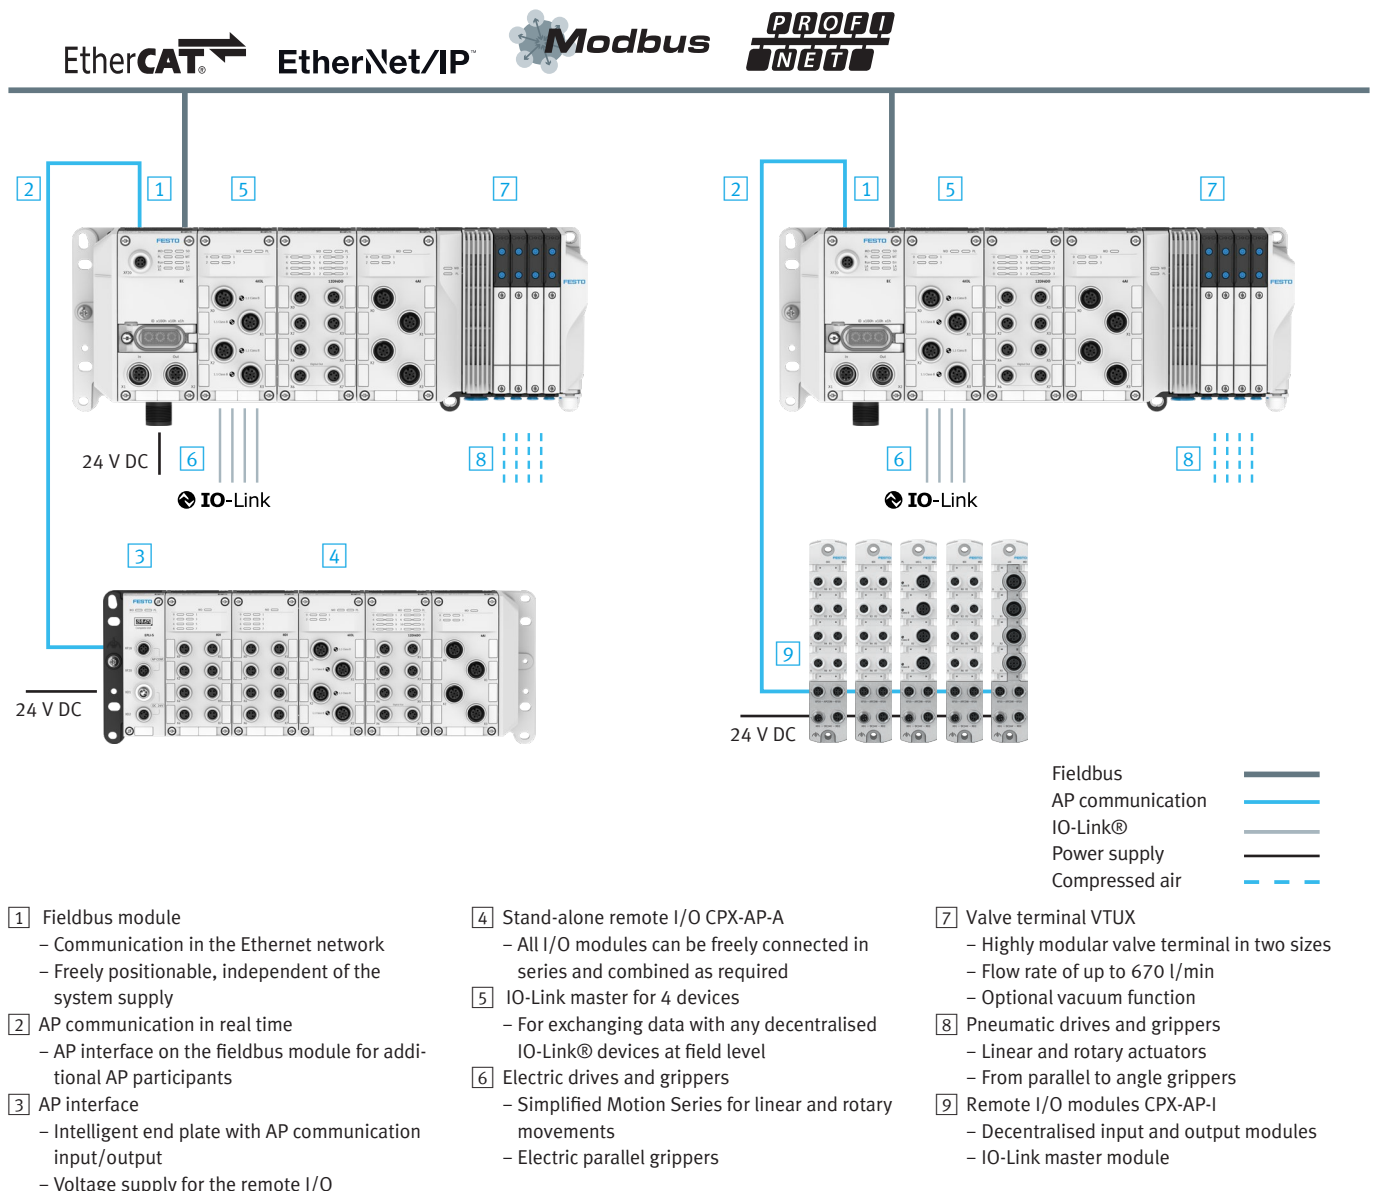 EtherCAT®
EtherNet/IP™
Modbus
PROFI
NET
2 1 5 7
2 1 5 7
FESTO
FESTO
FESTO
FESTO
24 V DC 6 8
6 8
IO-Link
IO-Link
3 4
FESTO
9
24 V DC
24 V DC
Fieldbus
AP communication
IO-Link®
Power supply
Compressed air
1 Fieldbus module
– Communication in the Ethernet network
– Freely positionable, independent of the
system supply
2 AP communication in real time
– AP interface on the fieldbus module for addi-
tional AP participants
3 AP interface
– Intelligent end plate with AP communication
input/output
– Voltage supply for the remote I/O
4 Stand-alone remote I/O CPX-AP-A
– All I/O modules can be freely connected in
series and combined as required
5 IO-Link master for 4 devices
– For exchanging data with any decentralised
IO-Link® devices at field level
6 Electric drives and grippers
– Simplified Motion Series for linear and rotary
movements
– Electric parallel grippers
7 Valve terminal VTUX
– Highly modular valve terminal in two sizes
– Flow rate of up to 670 l/min
– Optional vacuum function
8 Pneumatic drives and grippers
– Linear and rotary actuators
– From parallel to angle grippers
9 Remote I/O modules CPX-AP-I
– Decentralised input and output modules
– IO-Link master module